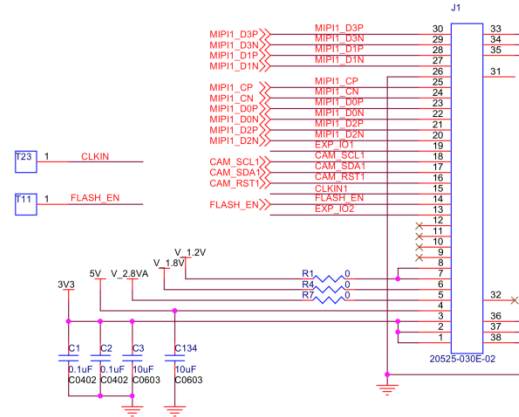 J1
MIPI1_D3P MIPI1_D3P 30 33
MIPI1_D3N MIPI1_D3N 29 34
MIPI1_D1P MIPI1_D1P 28 35
MIPI1_D1N MIPI1_D1N 27
26 31
MIPI1_CP MIPI1_CP 25
MIPI1_CN MIPI1_CN 24
MIPI1_D0P MIPI1_D0P 23
MIPI1_D0N MIPI1_D0N 22
MIPI1_D2P MIPI1_D2P 21
MIPI1_D2N MIPI1_D2N 20
EXP_IO1 19
T23 1 CLKIN
CAM_SCL1 CAM_SCL1 18
CAM_SDA1 CAM_SDA1 17
CAM_RST1 CAM_RST1 16
CLKIN1 15
T11 1 FLASH_EN
FLASH_EN FLASH_EN 14
EXP_IO2 13
12
11
10
9
V_1.2V
V_1.8V 8
3V3 5V V_2.8VA R1 0 7
R4 0 6
R7 0 5 32
4
3 36
2 37
1 38
C1 C2 C3 C134
20525-030E-02
0.1uF 0.1uF 10uF 10uF
C0402 C0402 C0603 C0603